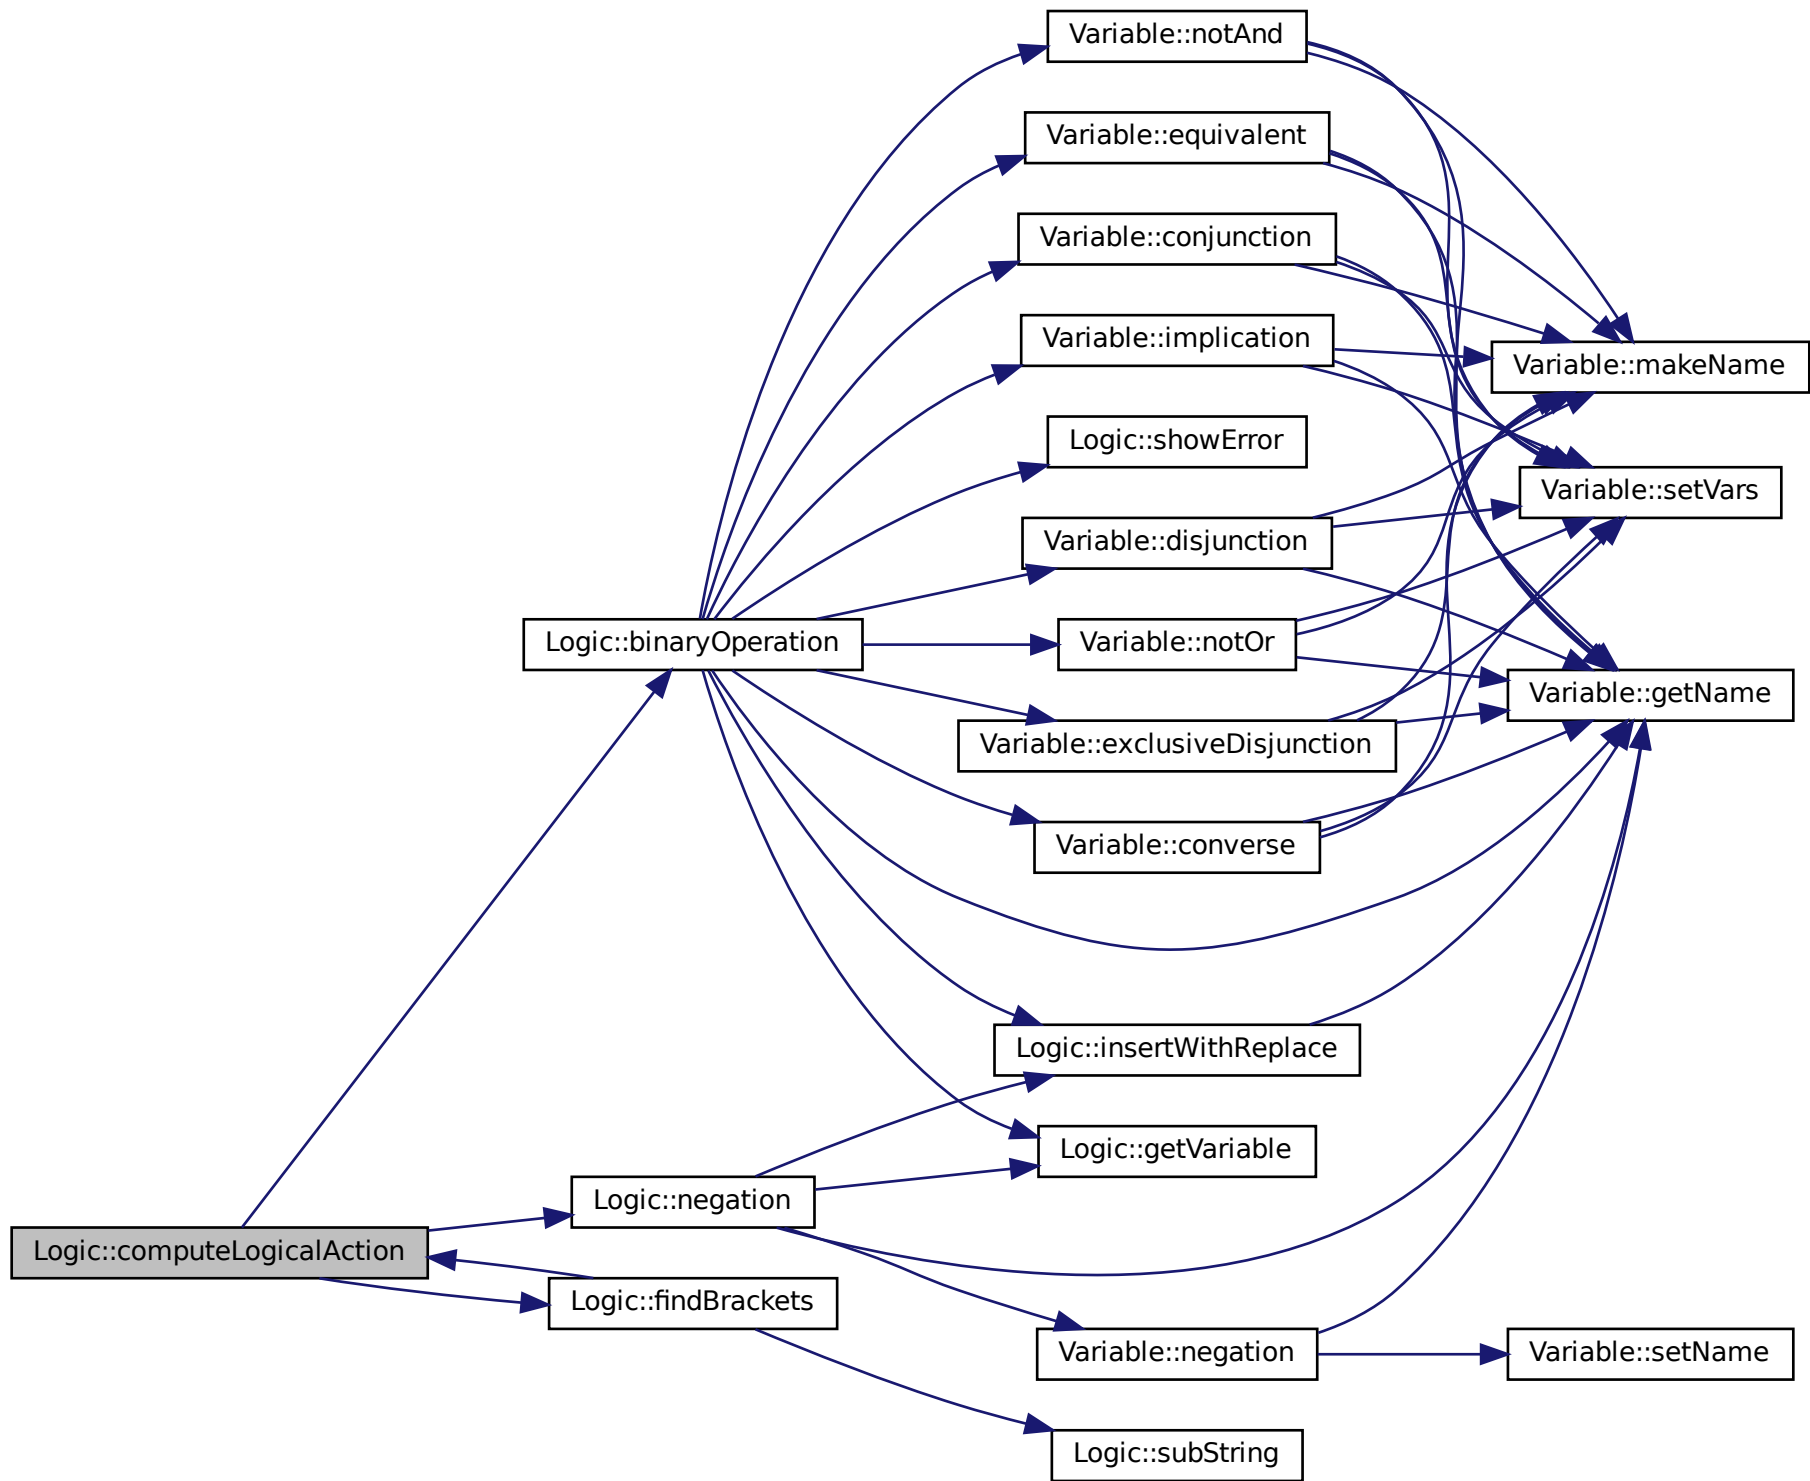 Variable::notAnd
Variable::equivalent
Variable::conjunction
Variable::implication
Variable::makeName
Logic::showError
Variable::setVars
Variable::disjunction
Logic::binaryOperation
Variable::notOr
Variable::getName
Variable::exclusiveDisjunction
Variable::converse
Logic::insertWithReplace
Logic::getVariable
Logic::negation
Logic::computeLogicalAction
Logic::findBrackets
Variable::negation
Variable::setName
Logic::subString